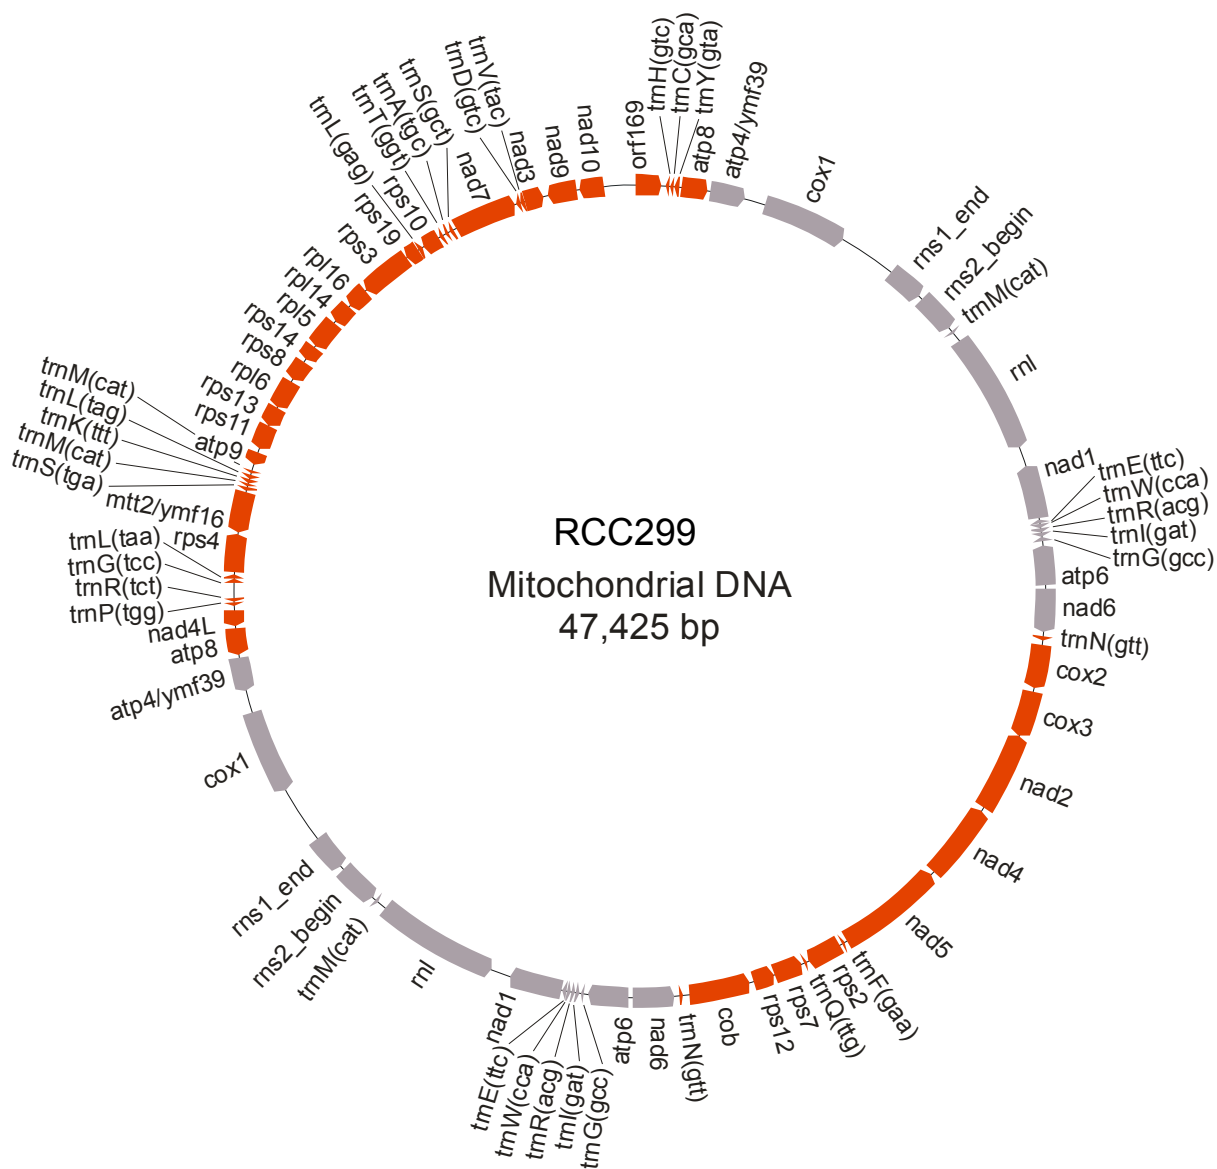 RCC299
Mitochondrial DNA
47,425 bp
orf169
trnH(gtc)
trnC(gca)
trnY(gta)
atp8
atp4/ymf39
cox1
rns1_end
rns2_begin
trnM(cat)
rnl
nad1
trnE(ttc)
trnW(cca)
trnR(acg)
trnI(gat)
trnG(gcc)
atp6
nad6
trnN(gtt)
cox2
cox3
nad2
nad4
nad5
trnF(gaa)
rps2
trnQ(ttg)
rps7
rps12
cob
trnN(gtt)
nad6
atp6
trnG(gcc)
trnI(gat)
trnR(acg)
trnW(cca)
trnE(ttc)
nad1
rnl
trnM(cat)
rns2_begin
rns1_end
cox1
atp4/ymf39
atp8
nad4L
trnP(tgg)
trnR(tct)
trnG(tcc)
trnL(taa)
rps4
mtt2/ymf16
trnS(tga)
trnM(cat)
trnK(ttt)
trnL(tag)
trnM(cat)
atp9
rps11
rps13
rpl6
rps8
rps14
rpl5
rpl14
rpl16
rps3
rps19
trnL(gag)
rps10
trnT(ggt)
trnA(tgc)
trnS(gct)
nad7
trnD(gtc)
trnV(tac)
nad3
nad9
nad10